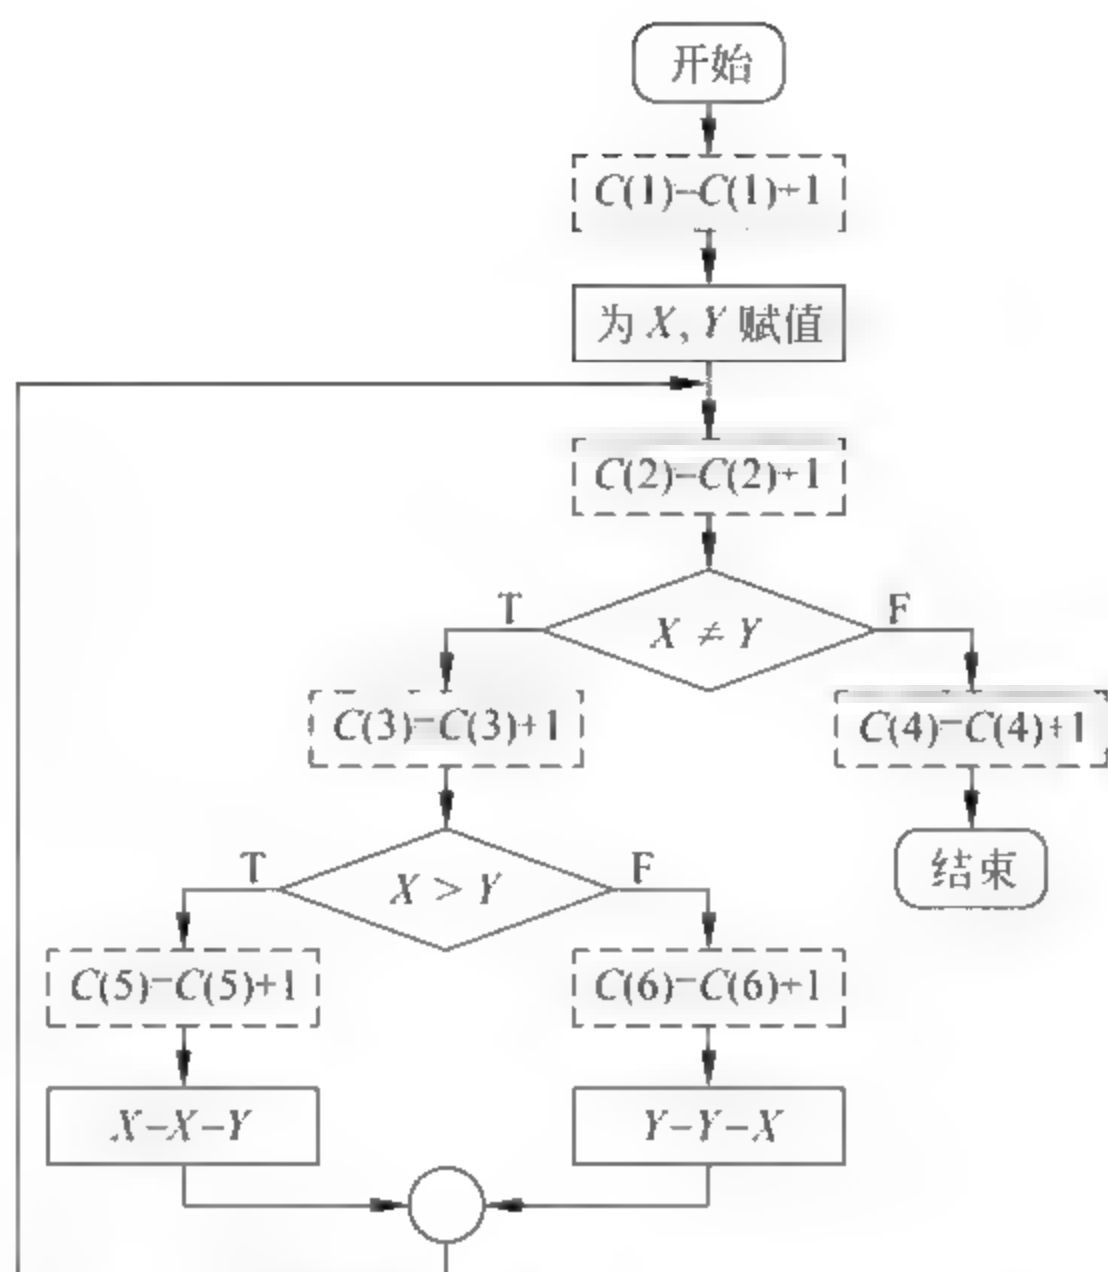 开始
C(1)=C(1)+1
为 X, Y 赋值
C(2)=C(2)+1
T
X ≠ Y
F
C(3)=C(3)+1
C(4)=C(4)+1
T
X > Y
F
结束
C(5)=C(5)+1
C(6)=C(6)+1
X=X-Y
Y=Y-X